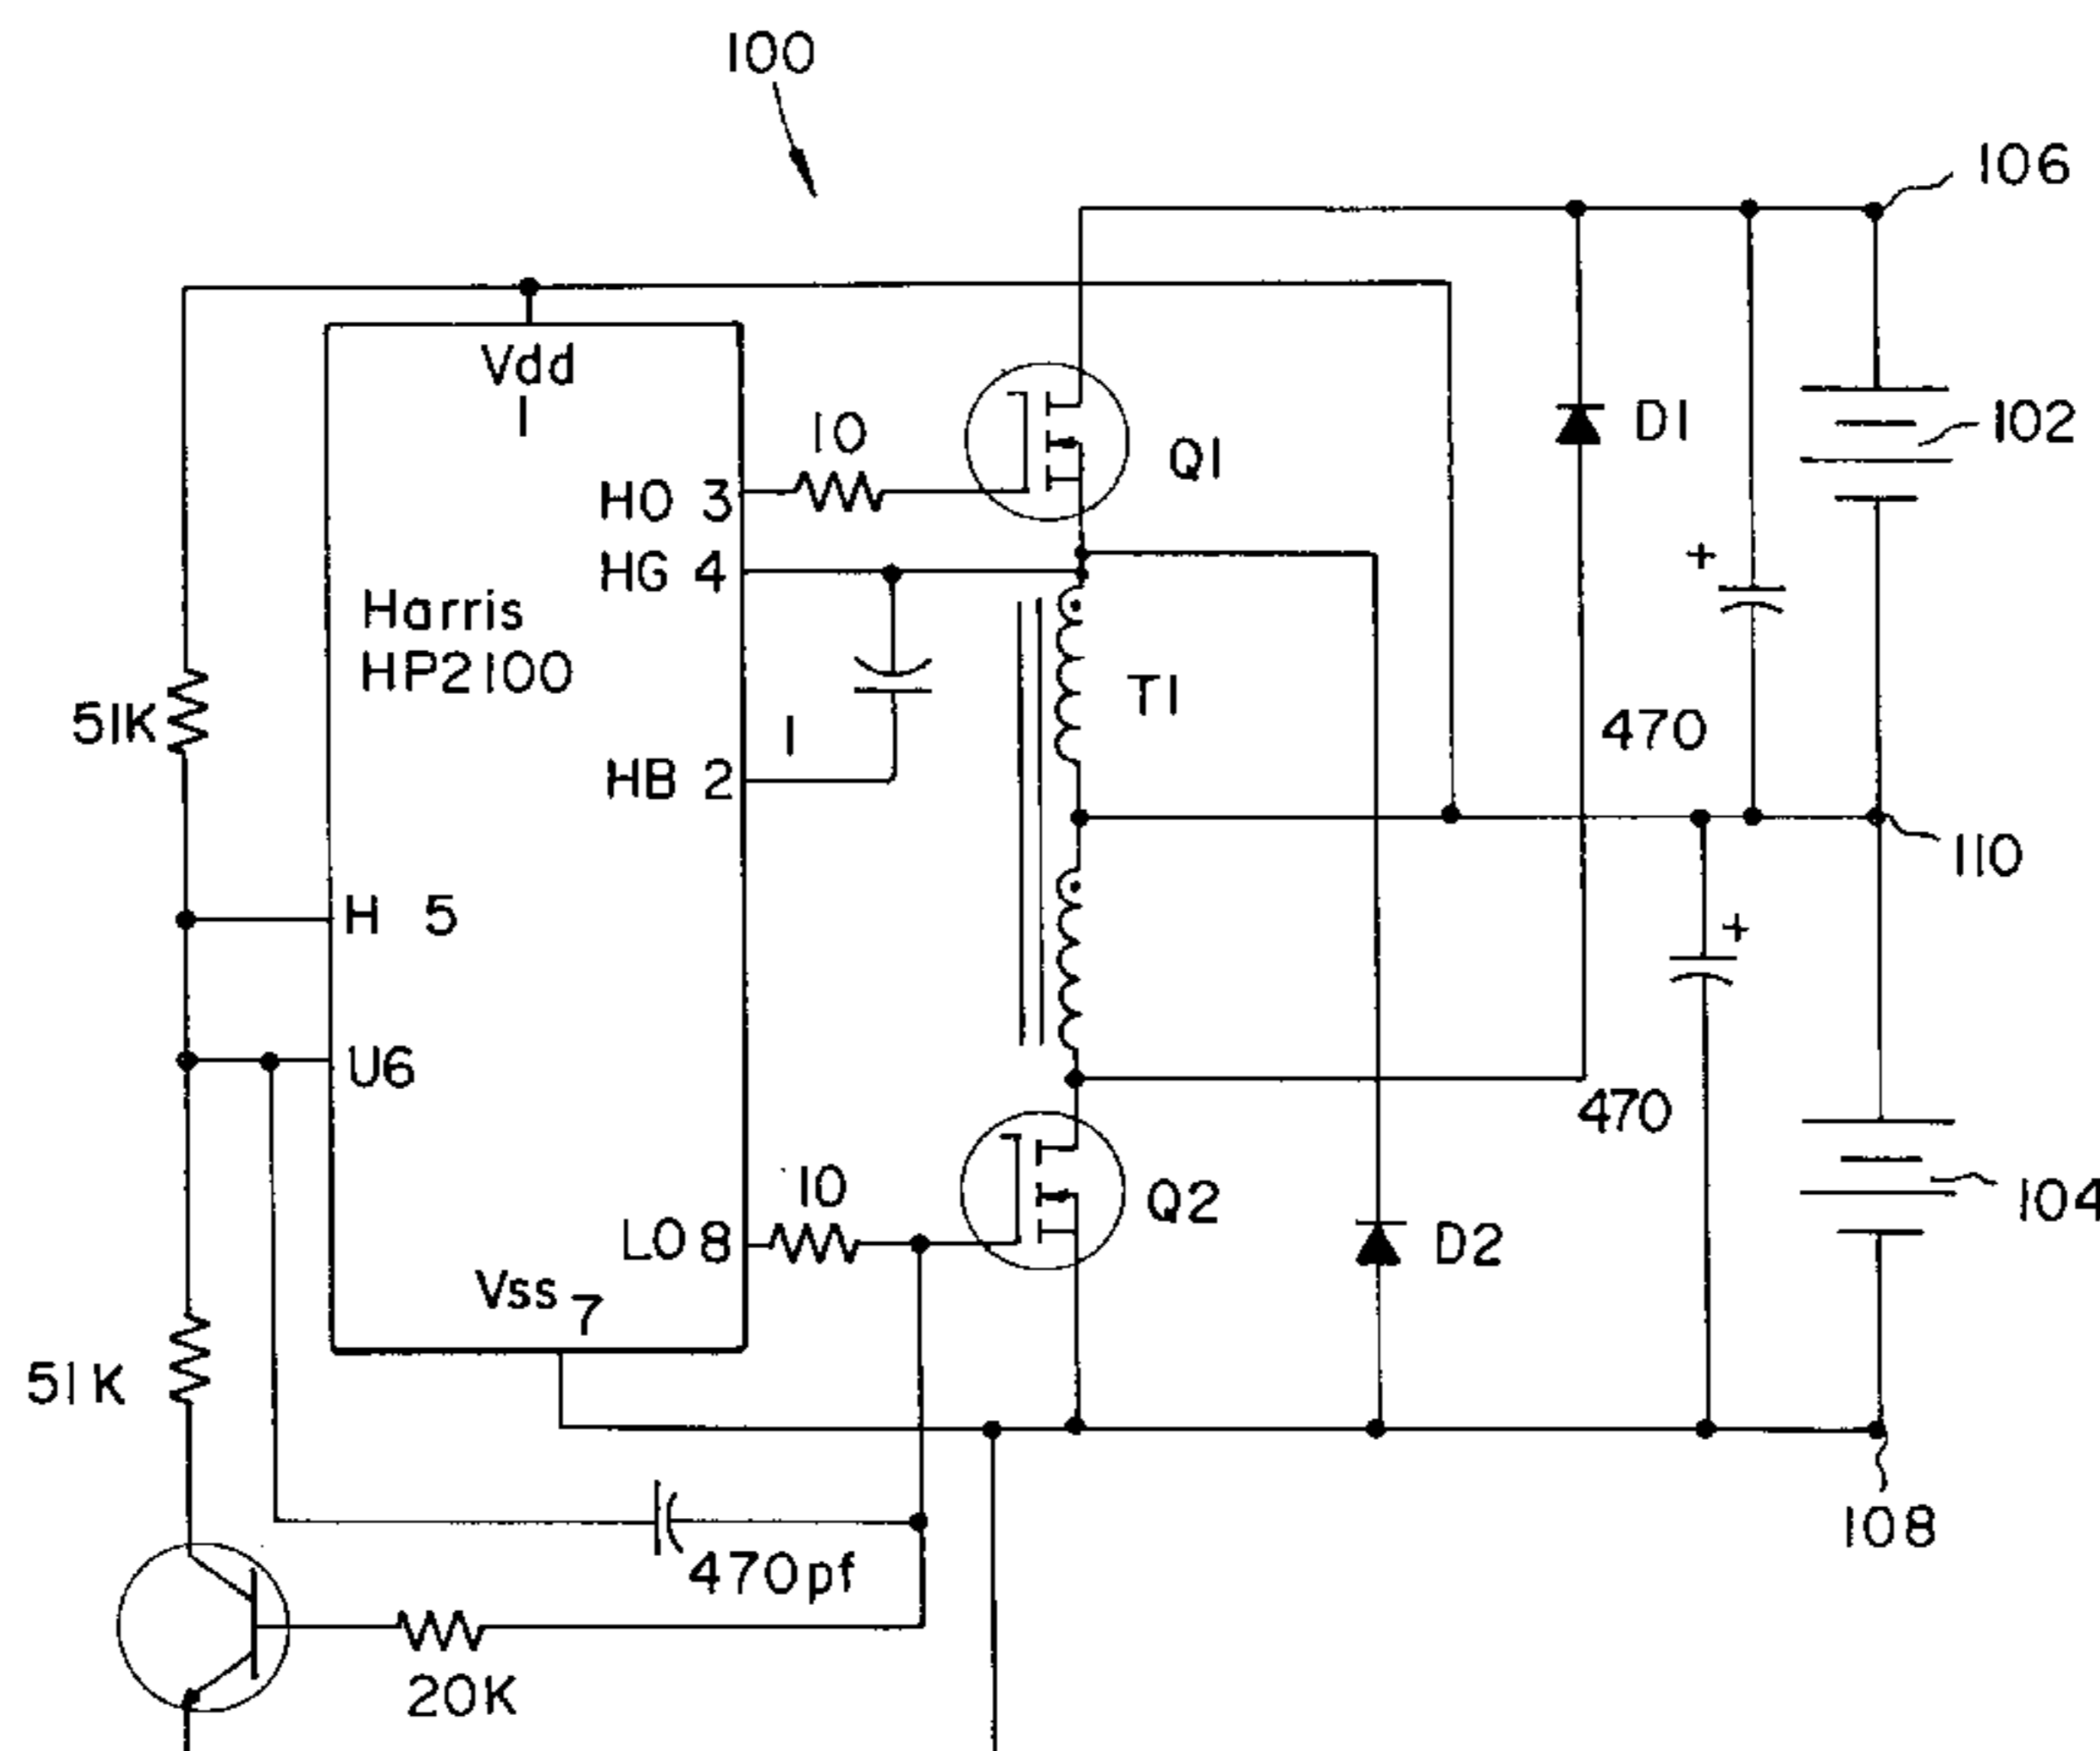 100
106
Vdd
1
102
10
D1
Q1
HO 3
HG 4
+
Harris
HP2100
51K
T1
470
1
HB 2
110
H 5
+
U6
470
10
Q2
104
LO 8
D2
Vss 7
51K
108
470pf
20K